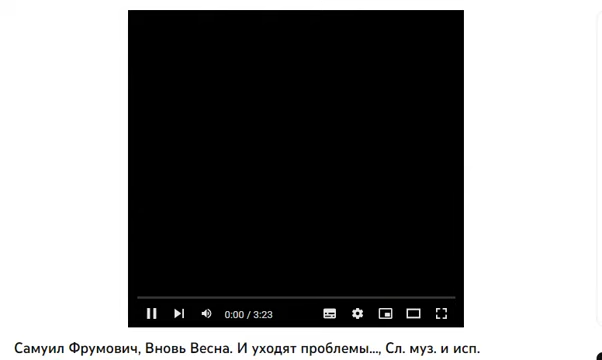 0:00 / 3:23
Самуил Фрумович, Вновь Весна. И уходят проблемы..., Сл. муз. и исп.